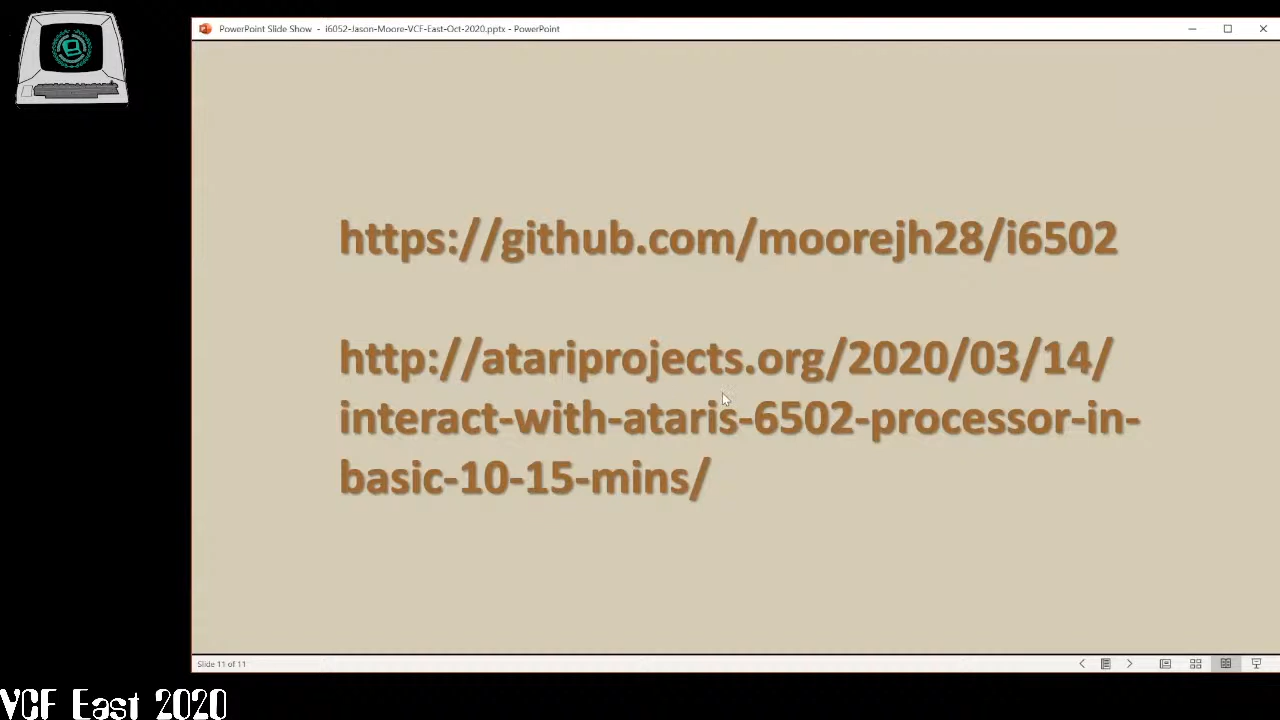 PowerPoint Slide Show - i6052-Jason-Moore-VCF-East-Oct-2020.pptx - PowerPoint
https://github.com/moorejh28/i6502
http://atariprojects.org/2020/03/14/
interact-with-ataris-6502-processor-in-
basic-10-15-mins/
Slide 11 of 11
VCF East 2020